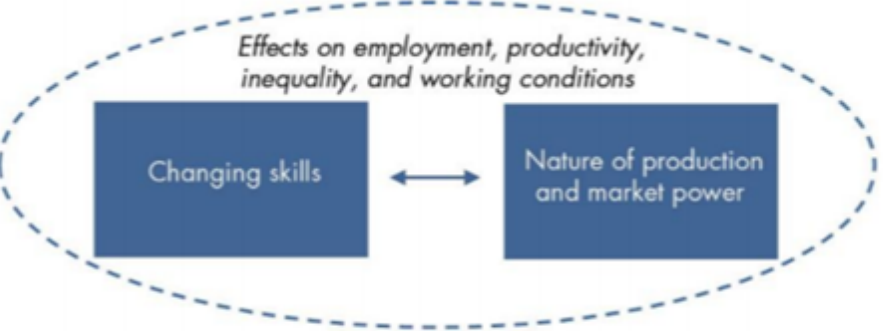 Effects on employment, productivity,
inequality, and working conditions
Changing skills
Nature of production
and market power